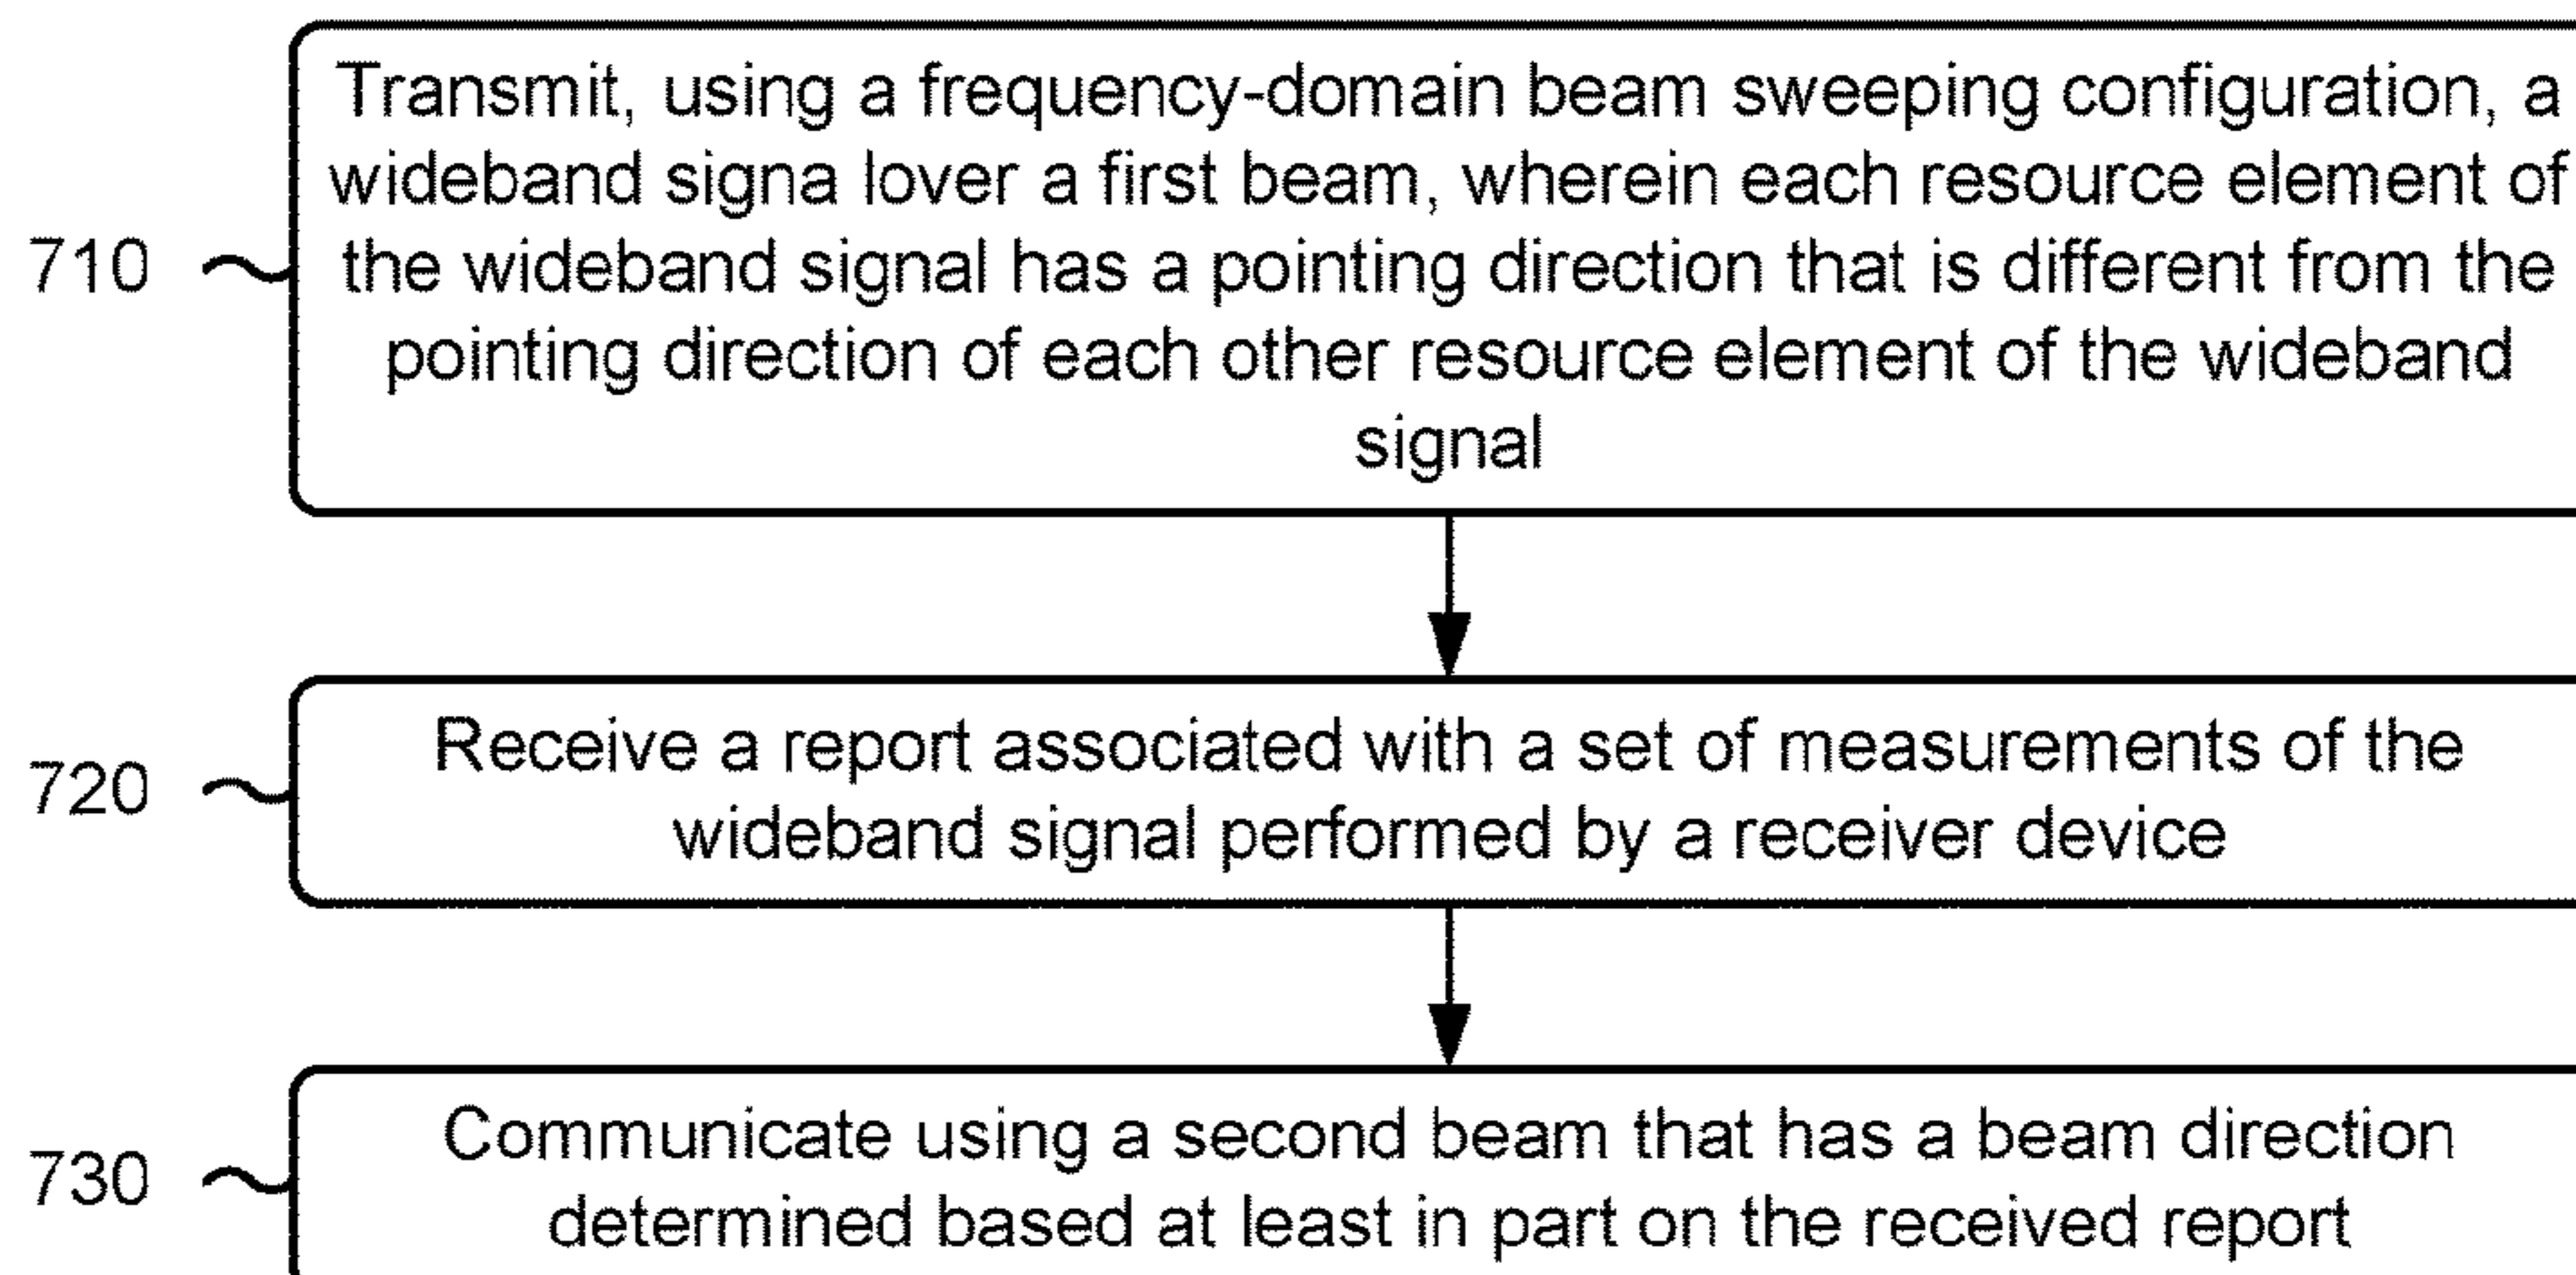 Transmit, using a frequency-domain beam sweeping configuration, a
wideband signa lover a first beam, wherein each resource element of
710
the wideband signal has a pointing direction that is different from the
pointing direction of each other resource element of the wideband
signal
Receive a report associated with a set of measurements of the
720
wideband signal performed by a receiver device
Communicate using a second beam that has a beam direction
730
determined based at least in part on the received report